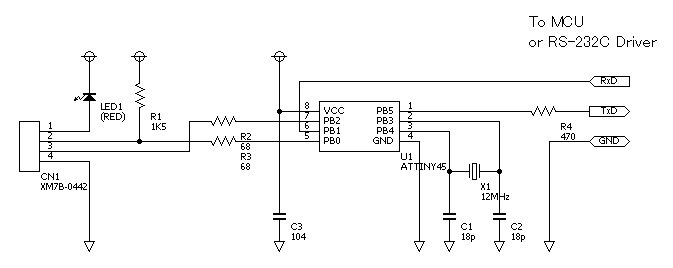 To MCU
or RS-232C Driver
RxD
LED1
(RED)
R1
1K5
8 VCC PB5 1
7 PB2 PB3 2
6 PB1 PB4 3
5 PB0 GND 4
TxD
R4
470
GND
1
2
3
4
R2
68
R3
68
U1
ATTINY45
CN1
XM7B-0442
X1
12MHz
C3
104
C1
18p
C2
18p